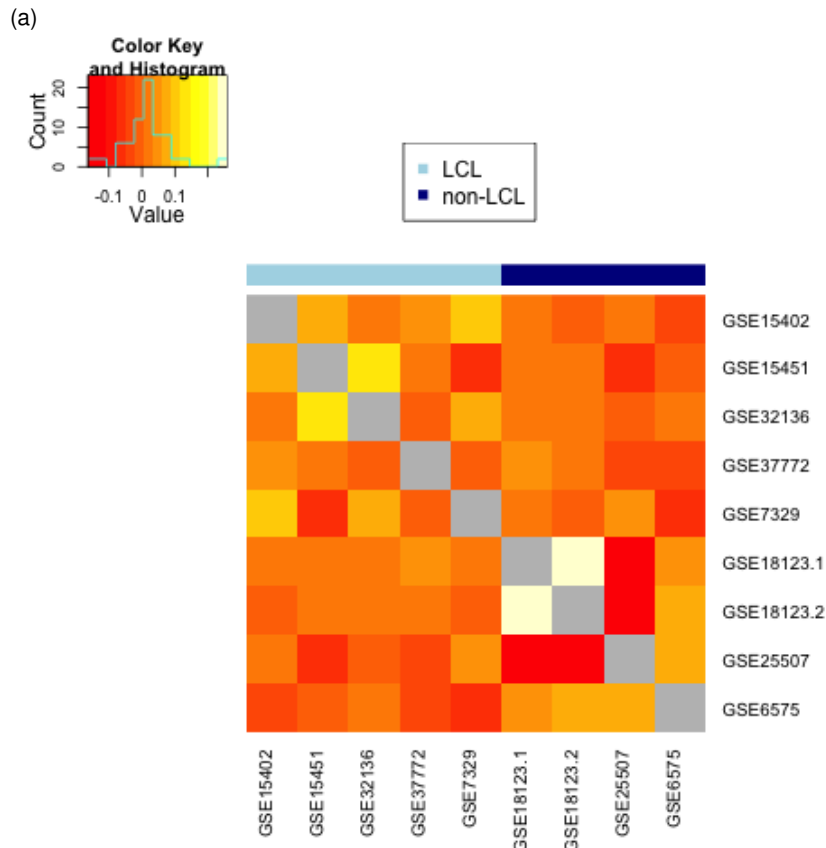 (a)
Color Key
and Histogram
Count
0 10 20
-0.1 0 0.1
Value
LCL
non-LCL
GSE15402
GSE15451
GSE32136
GSE37772
GSE7329
GSE18123.1
GSE18123.2
GSE25507
GSE6575
GSE15402
GSE15451
GSE32136
GSE37772
GSE7329
GSE18123.1
GSE18123.2
GSE25507
GSE6575